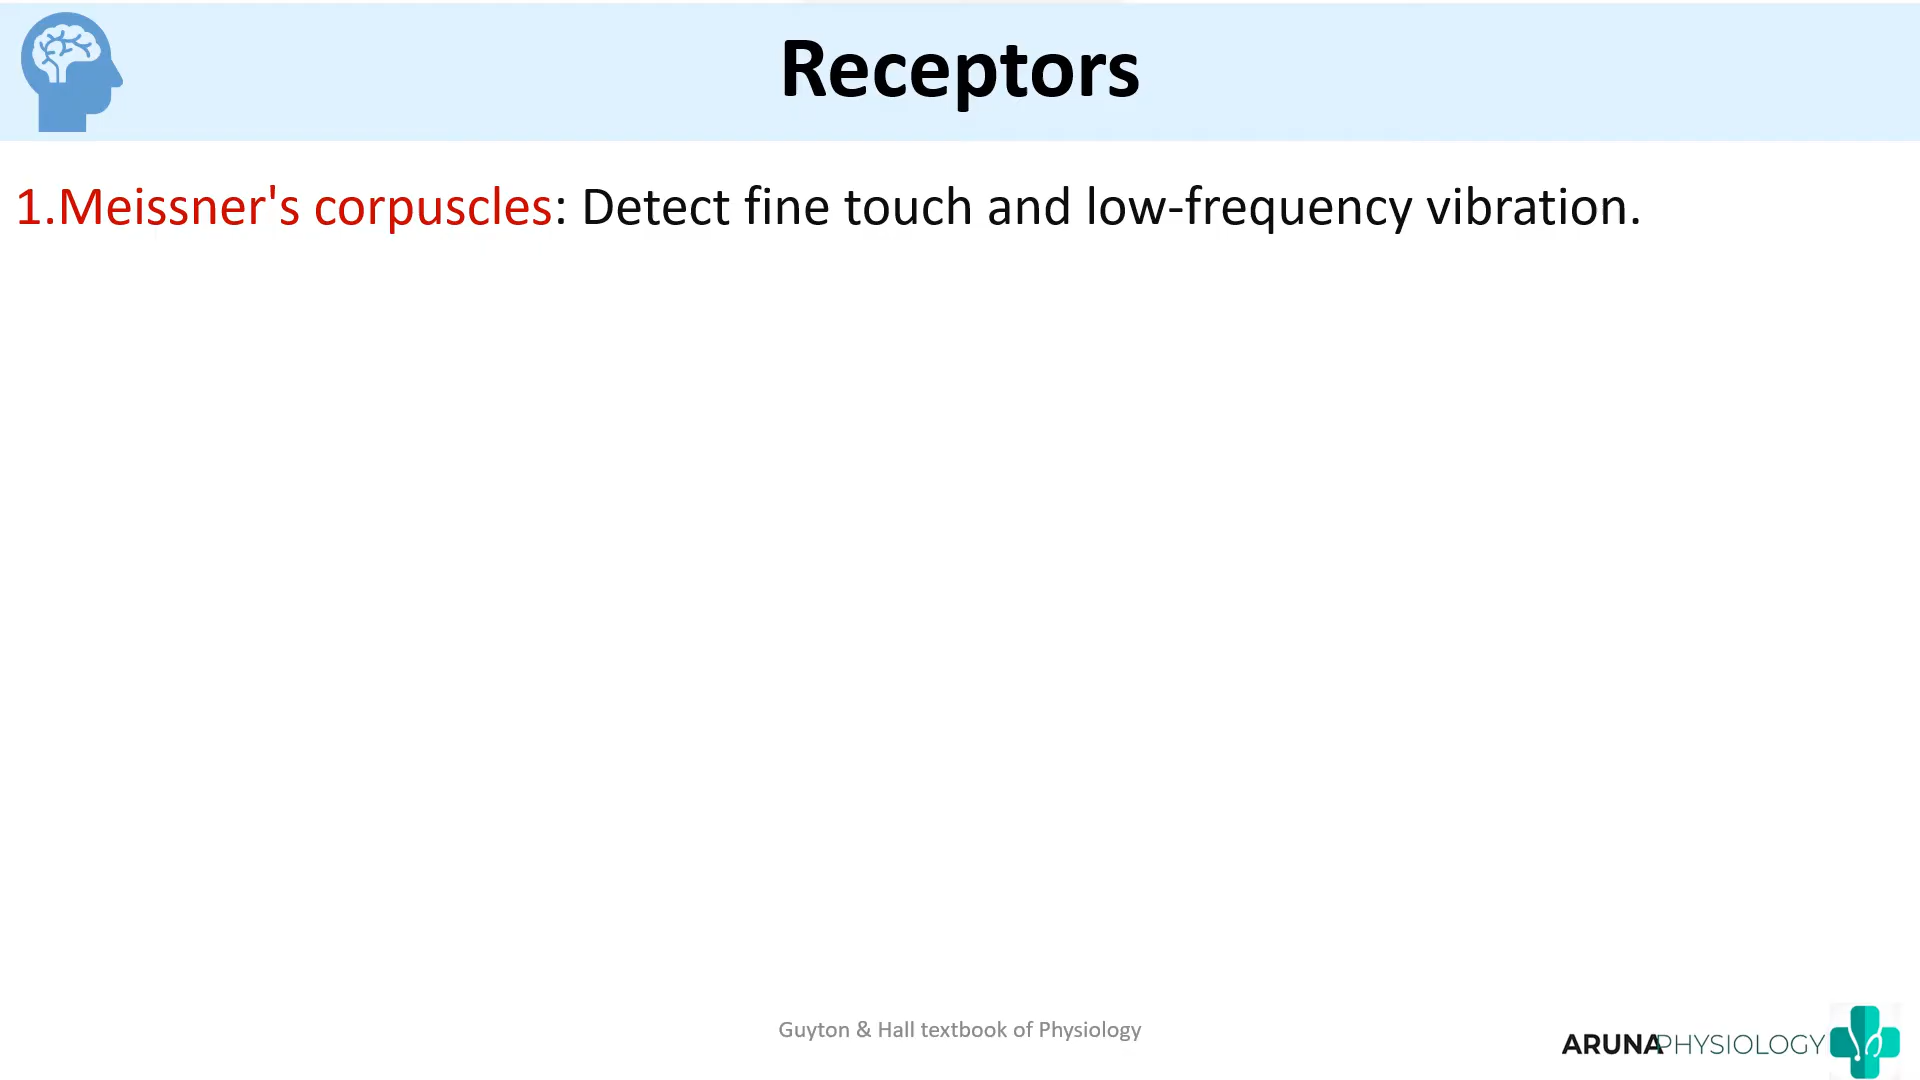 Receptors
1.Meissner's corpuscles: Detect fine touch and low-frequency vibration.
Guyton & Hall textbook of Physiology
ARUNAPHYSIOLOGY